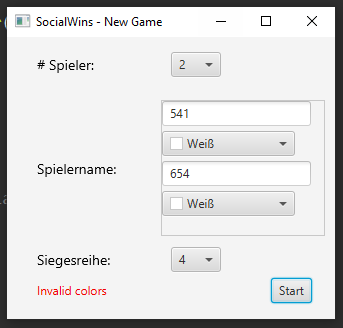 SocialWins - New Game
# Spieler:
2
541
Weiß
Spielername:
654
Weiß
Siegesreihe:
4
Invalid colors
Start